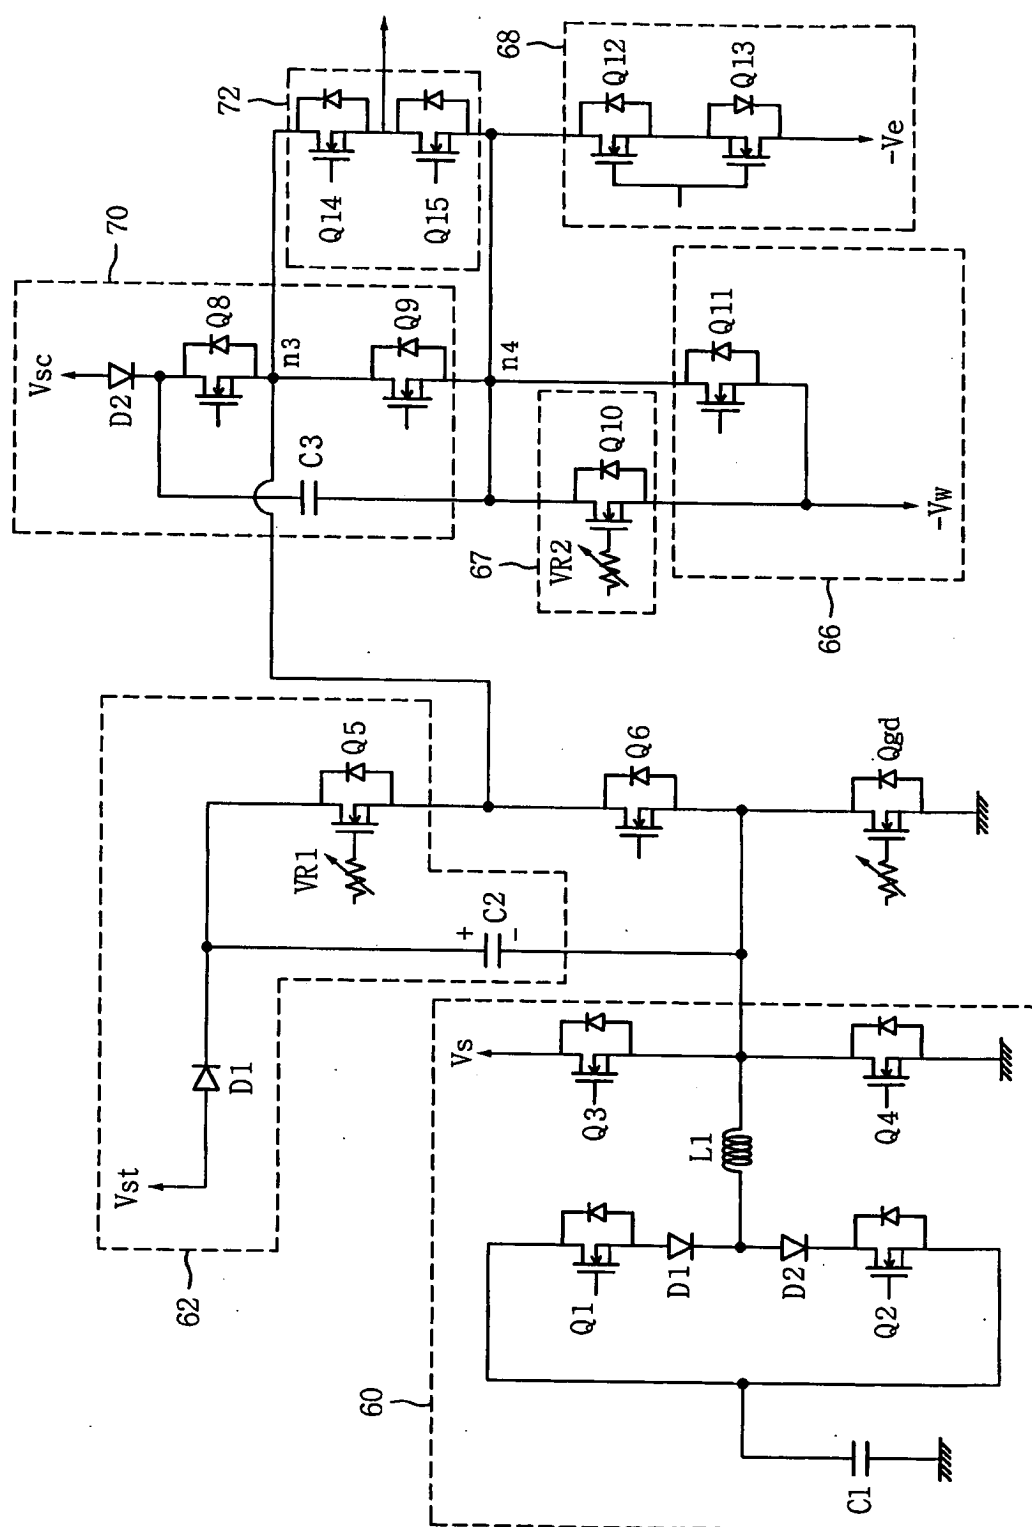 72
68
Q12
Q13
-Ve
Q14
Q15
70
Vsc
D2
Q8
n3
Q9
n4
C3
Q11
67
VR2
Q10
66
-Vw
Vst
D1
62
VR1
Q5
+
C2
-
Q6
Qgd
60
Vs
Q3
Q4
L1
Q1
D1
D2
Q2
C1